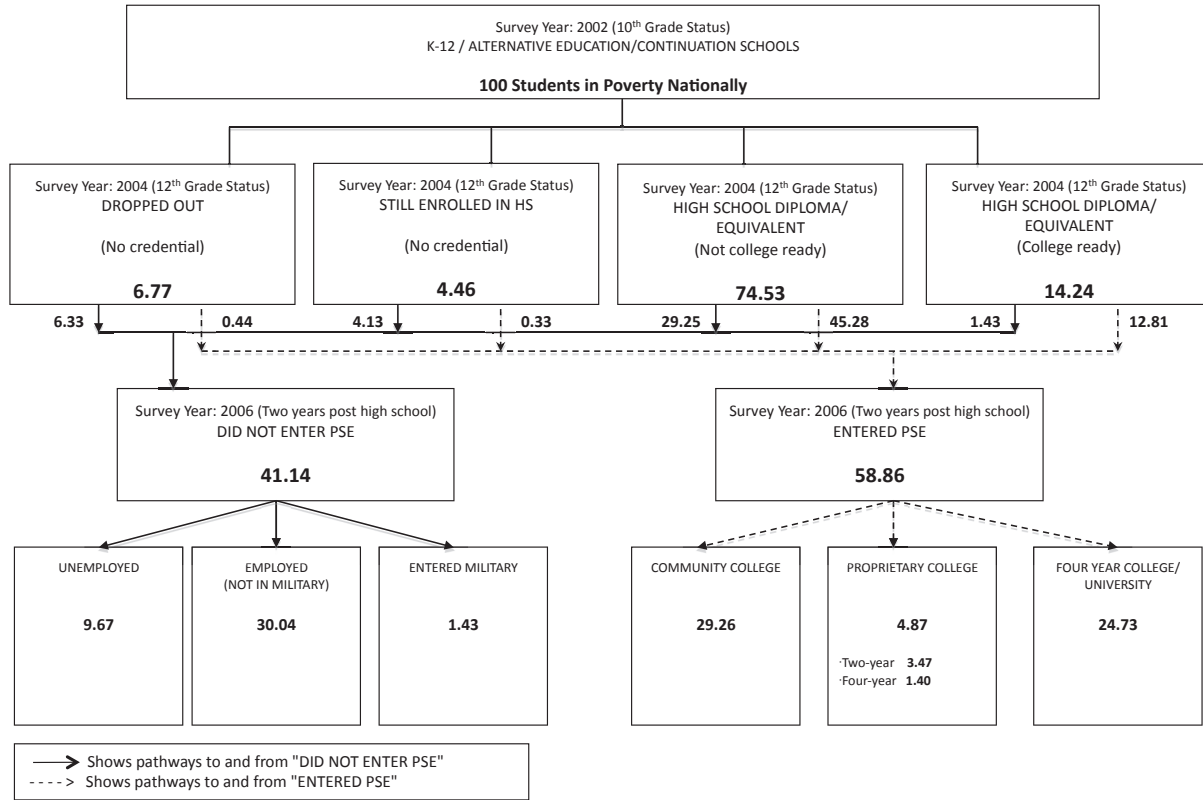 Survey Year: 2002 (10th Grade Status)
K-12 / ALTERNATIVE EDUCATION/CONTINUATION SCHOOLS
100 Students in Poverty Nationally
Survey Year: 2004 (12th Grade Status)
DROPPED OUT
(No credential)
6.77
Survey Year: 2004 (12th Grade Status)
STILL ENROLLED IN HS
(No credential)
4.46
Survey Year: 2004 (12th Grade Status)
HIGH SCHOOL DIPLOMA/
EQUIVALENT
(Not college ready)
74.53
Survey Year: 2004 (12th Grade Status)
HIGH SCHOOL DIPLOMA/
EQUIVALENT
(College ready)
14.24
6.33 0.44 4.13 0.33 29.25 45.28 1.43 12.81
Survey Year: 2006 (Two years post high school)
DID NOT ENTER PSE
41.14
Survey Year: 2006 (Two years post high school)
ENTERED PSE
58.86
UNEMPLOYED
9.67
EMPLOYED
(NOT IN MILITARY)
30.04
ENTERED MILITARY
1.43
COMMUNITY COLLEGE
29.26
PROPRIETARY COLLEGE
4.87
·Two-year 3.47
·Four-year 1.40
FOUR YEAR COLLEGE/
UNIVERSITY
24.73
Shows pathways to and from "DID NOT ENTER PSE"
Shows pathways to and from "ENTERED PSE"